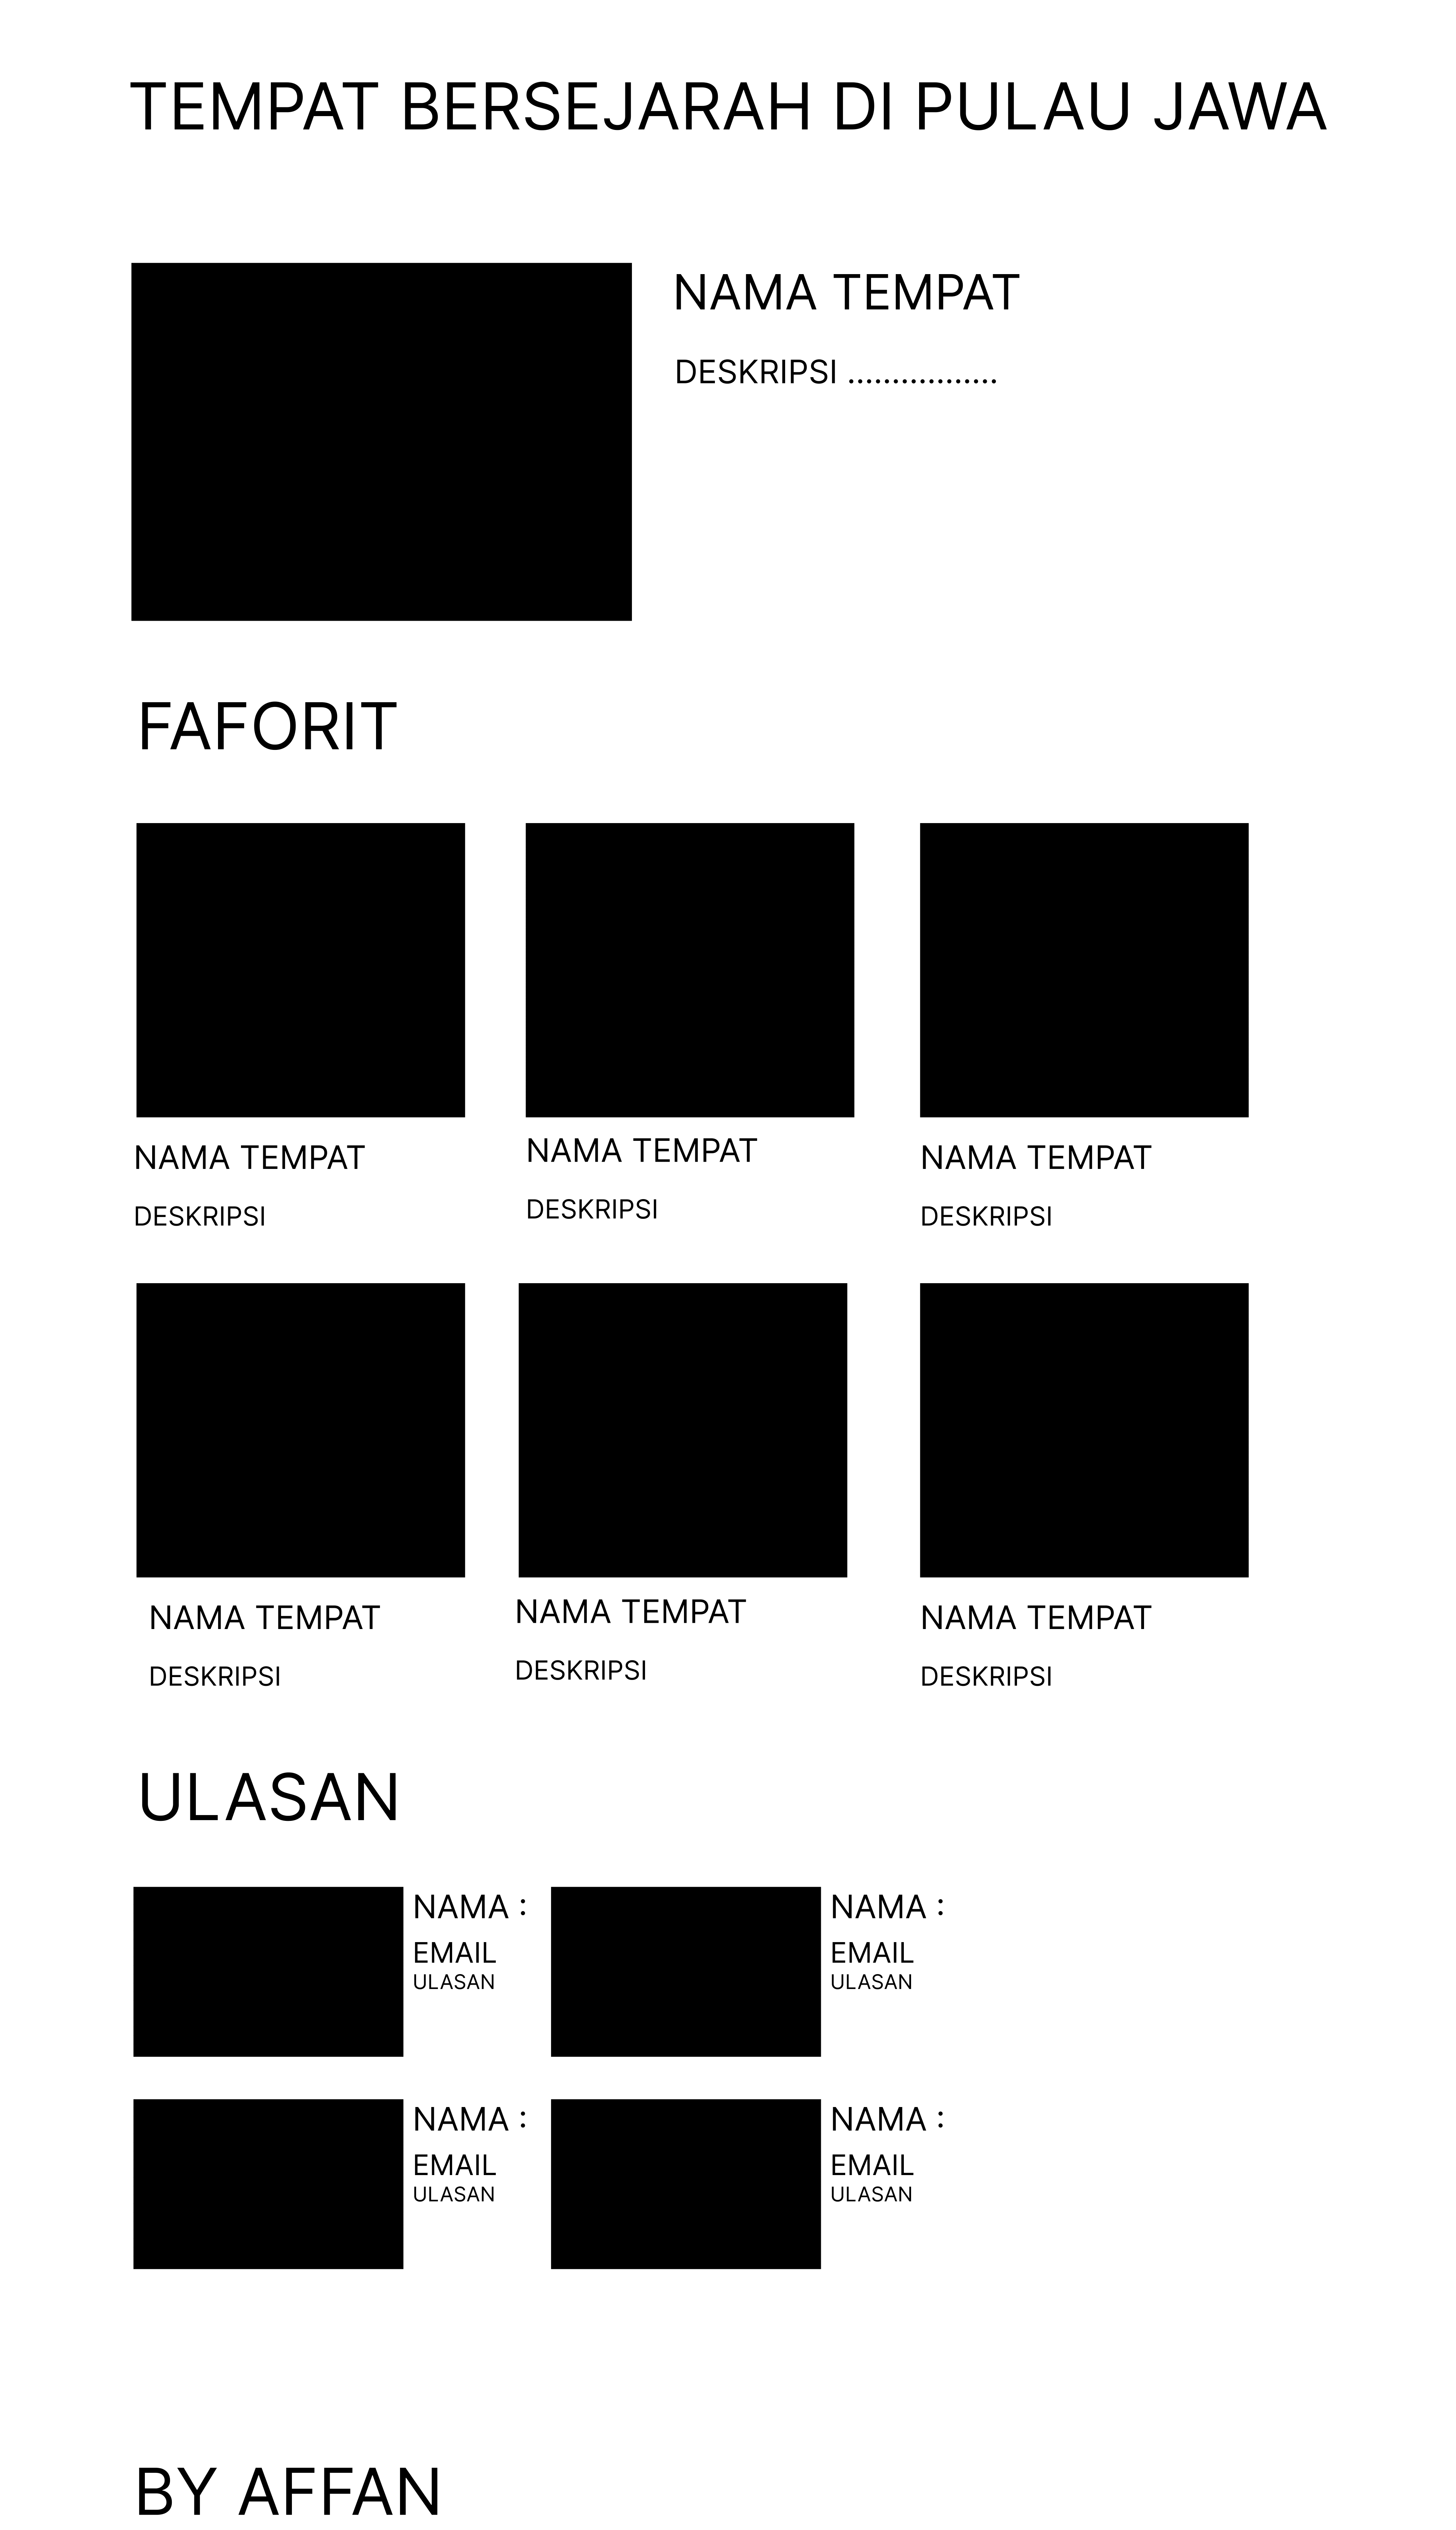 TEMPAT BERSEJARAH DI PULAU JAWA
NAMA TEMPAT
DESKRIPSI .................
FAFORIT
NAMA TEMPAT
DESKRIPSI
NAMA TEMPAT
DESKRIPSI
NAMA TEMPAT
DESKRIPSI
NAMA TEMPAT
DESKRIPSI
NAMA TEMPAT
DESKRIPSI
NAMA TEMPAT
DESKRIPSI
ULASAN
NAMA :
EMAIL
ULASAN
NAMA :
EMAIL
ULASAN
NAMA :
EMAIL
ULASAN
NAMA :
EMAIL
ULASAN
BY AFFAN